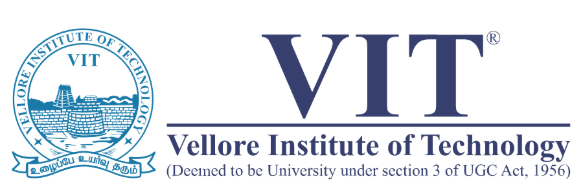 VELLORE INSTITUTE OF TECHNOLOGY
VIT
உழைப்பே உயர்வு தரும்
VIT®
Vellore Institute of Technology
(Deemed to be University under section 3 of UGC Act, 1956)